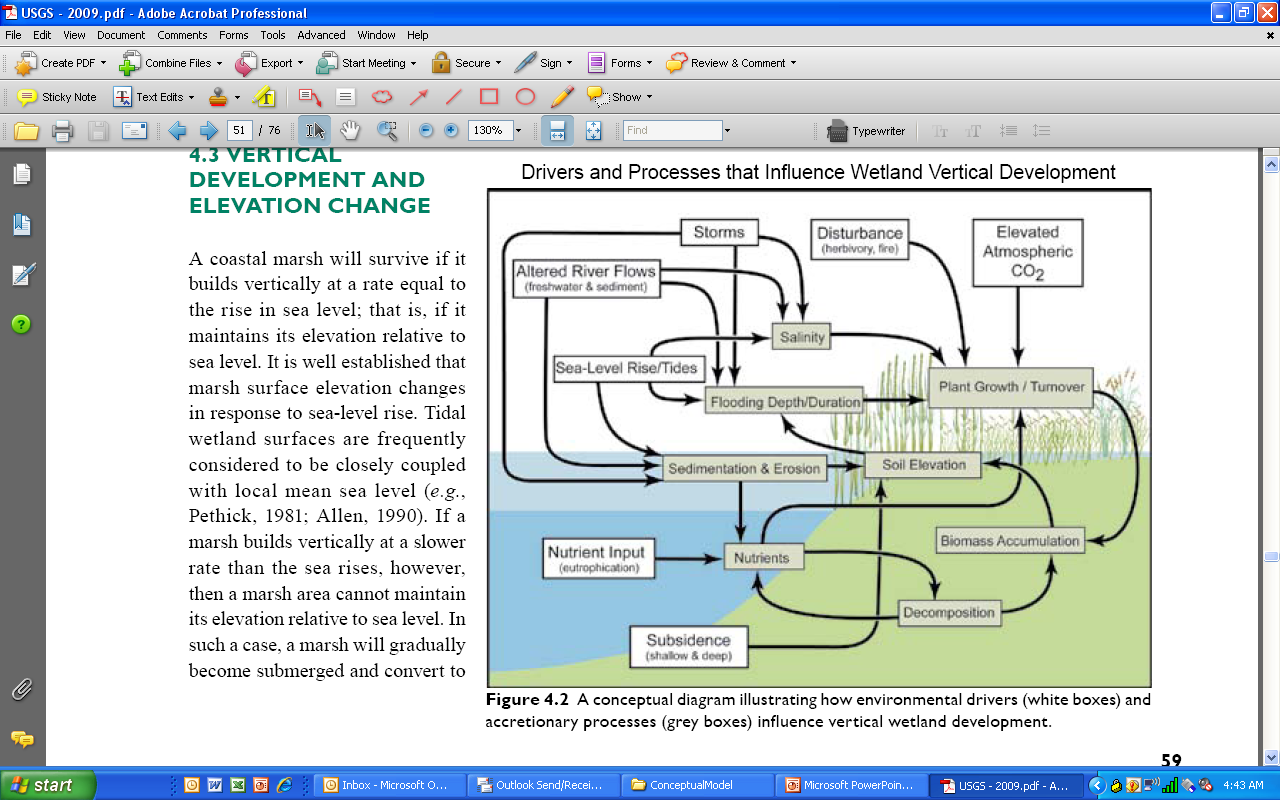 USGS - 2009.pdf - Adobe Acrobat Professional
File Edit View Document Comments Forms Tools Advanced Window Help
Create PDF Combine Files Export Start Meeting Secure Sign Forms Review & Comment
Sticky Note Text Edits Show
51 / 76 130% Find Typewriter
4.3 VERTICAL
DEVELOPMENT AND
ELEVATION CHANGE
A coastal marsh will survive if it
builds vertically at a rate equal to
the rise in sea level; that is, if it
maintains its elevation relative to
sea level. It is well established that
marsh surface elevation changes
in response to sea-level rise. Tidal
wetland surfaces are frequently
considered to be closely coupled
with local mean sea level (e.g.,
Pethick, 1981; Allen, 1990). If a
marsh builds vertically at a slower
rate than the sea rises, however,
then a marsh area cannot maintain
its elevation relative to sea level. In
such a case, a marsh will gradually
become submerged and convert to
Drivers and Processes that Influence Wetland Vertical Development
Storms
Disturbance
(herbivory, fire)
Elevated
Atmospheric
CO2
Altered River Flows
(freshwater & sediment)
Salinity
Sea-Level Rise/Tides
Plant Growth / Turnover
Flooding Depth/Duration
Sedimentation & Erosion
Soil Elevation
Biomass Accumulation
Nutrient Input
(eutrophication)
Nutrients
Decomposition
Subsidence
(shallow & deep)
Figure 4.2 A conceptual diagram illustrating how environmental drivers (white boxes) and
accretionary processes (grey boxes) influence vertical wetland development.
59
start Inbox - Microsoft O... Outlook Send/Recei... ConceptualModel Microsoft PowerPoin... USGS - 2009.pdf - A... 4:43 AM